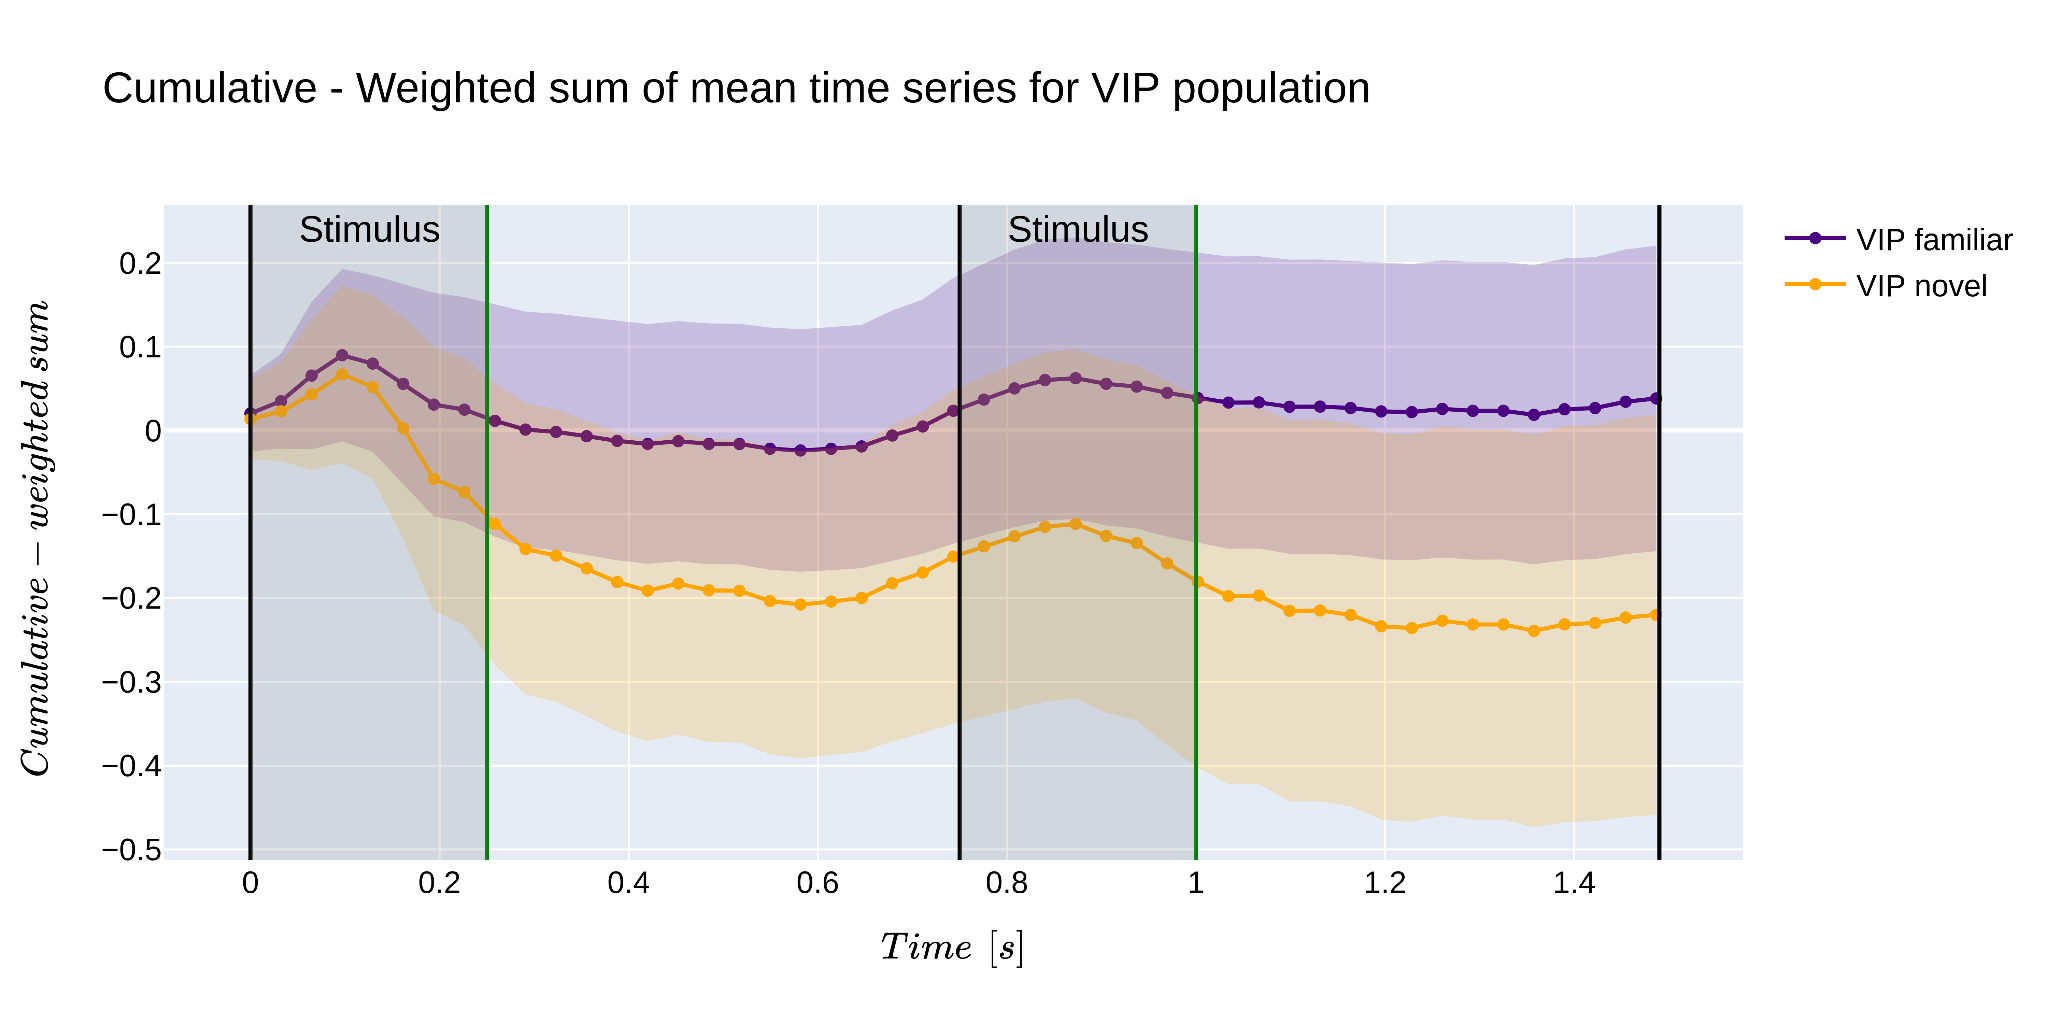 Cumulative - Weighted sum of mean time series for VIP population
Stimulus
Stimulus
VIP familiar
VIP novel
Cumulative − weighted sum
0.2
0.1
0
−0.1
−0.2
−0.3
−0.4
−0.5
0 0.2 0.4 0.6 0.8 1 1.2 1.4
Time [s]